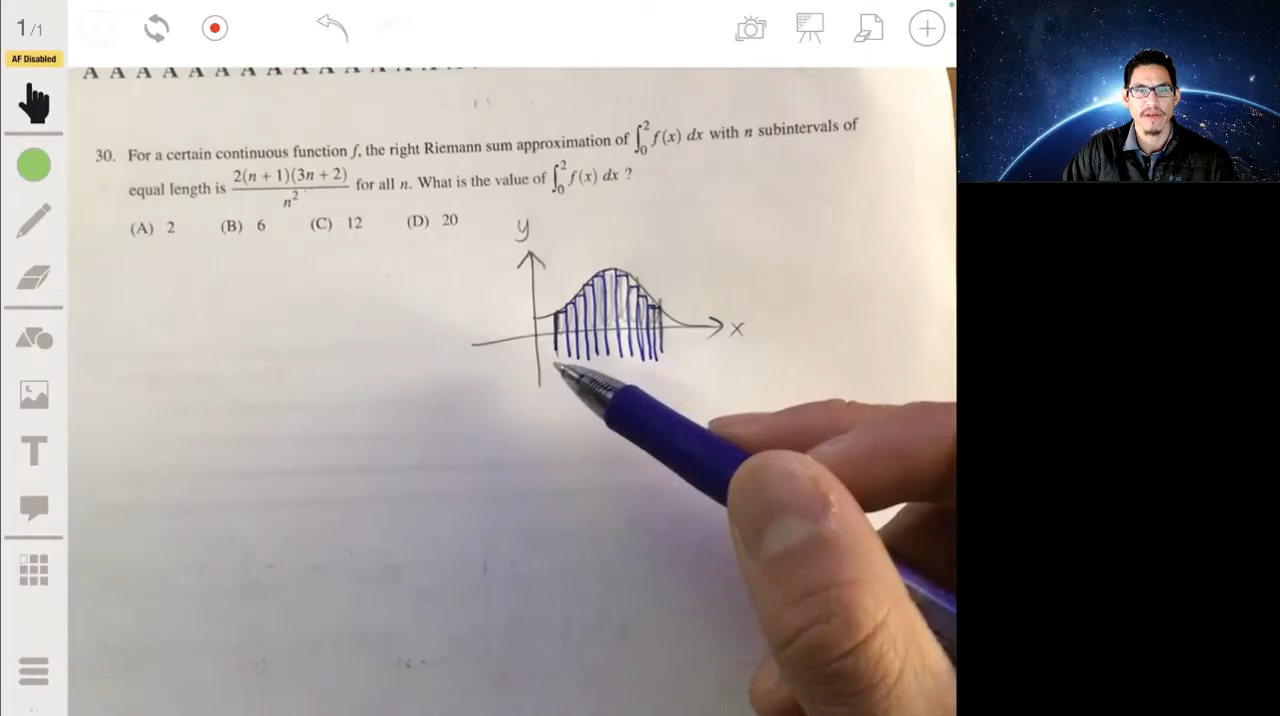 1/1
AF Disabled
A A A A A A A A A A A
30. For a certain continuous function f, the right Riemann sum approximation of ∫₀² f(x) dx with n subintervals of
equal length is 2(n + 1)(3n + 2)/n² for all n. What is the value of ∫₀² f(x) dx ?
(A) 2 (B) 6 (C) 12 (D) 20
y
x
T